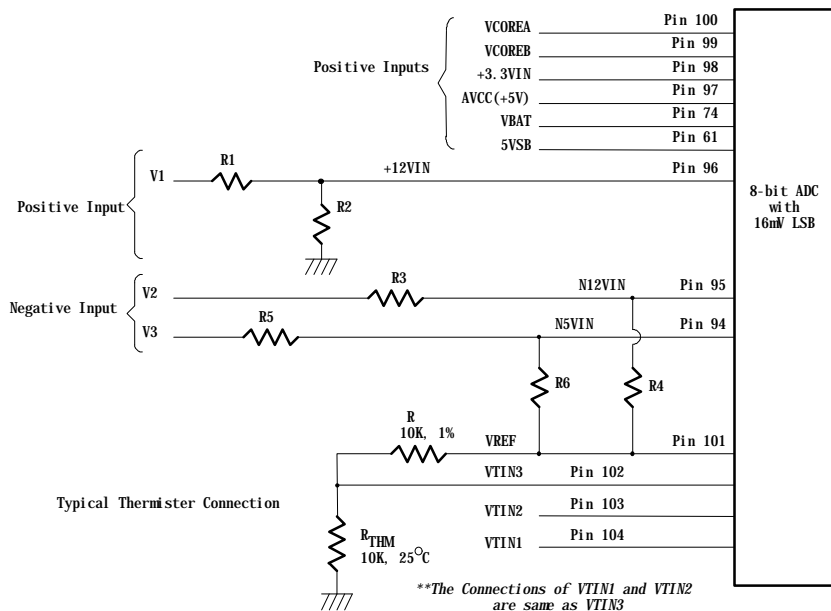 VCOREA Pin 100
VCOREB Pin 99
Positive Inputs +3.3VIN Pin 98
AVCC(+5V) Pin 97
VBAT Pin 74
5VSB Pin 61
R1
V1 +12VIN Pin 96
8-bit ADC
with
16mV LSB
Positive Input
R2
R3
V2 N12VIN Pin 95
Negative Input
R5
V3 N5VIN Pin 94
R6 R4
R
10K, 1%
VREF Pin 101
VTIN3 Pin 102
Typical Thermister Connection
VTIN2 Pin 103
RTHM
10K, 25°C
VTIN1 Pin 104
**The Connections of VTIN1 and VTIN2
are same as VTIN3